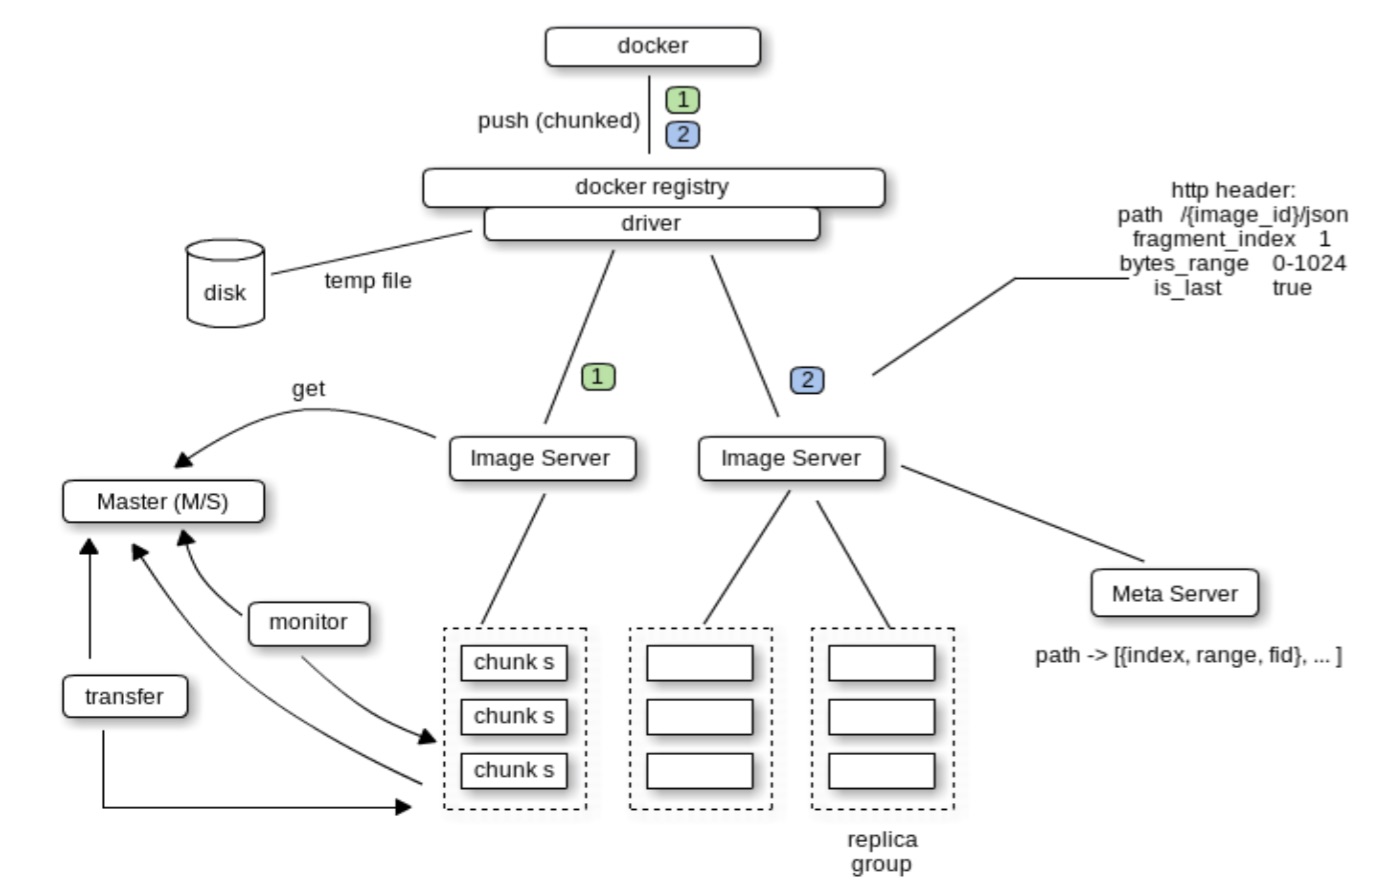 docker
1
push (chunked)
2
docker registry
driver
http header:
path /{image_id}/json
fragment_index 1
bytes_range 0-1024
is_last true
disk
temp file
1
2
get
Image Server
Image Server
Master (M/S)
Meta Server
monitor
path -> [{index, range, fid}, ... ]
chunk s
transfer
chunk s
chunk s
replica
group